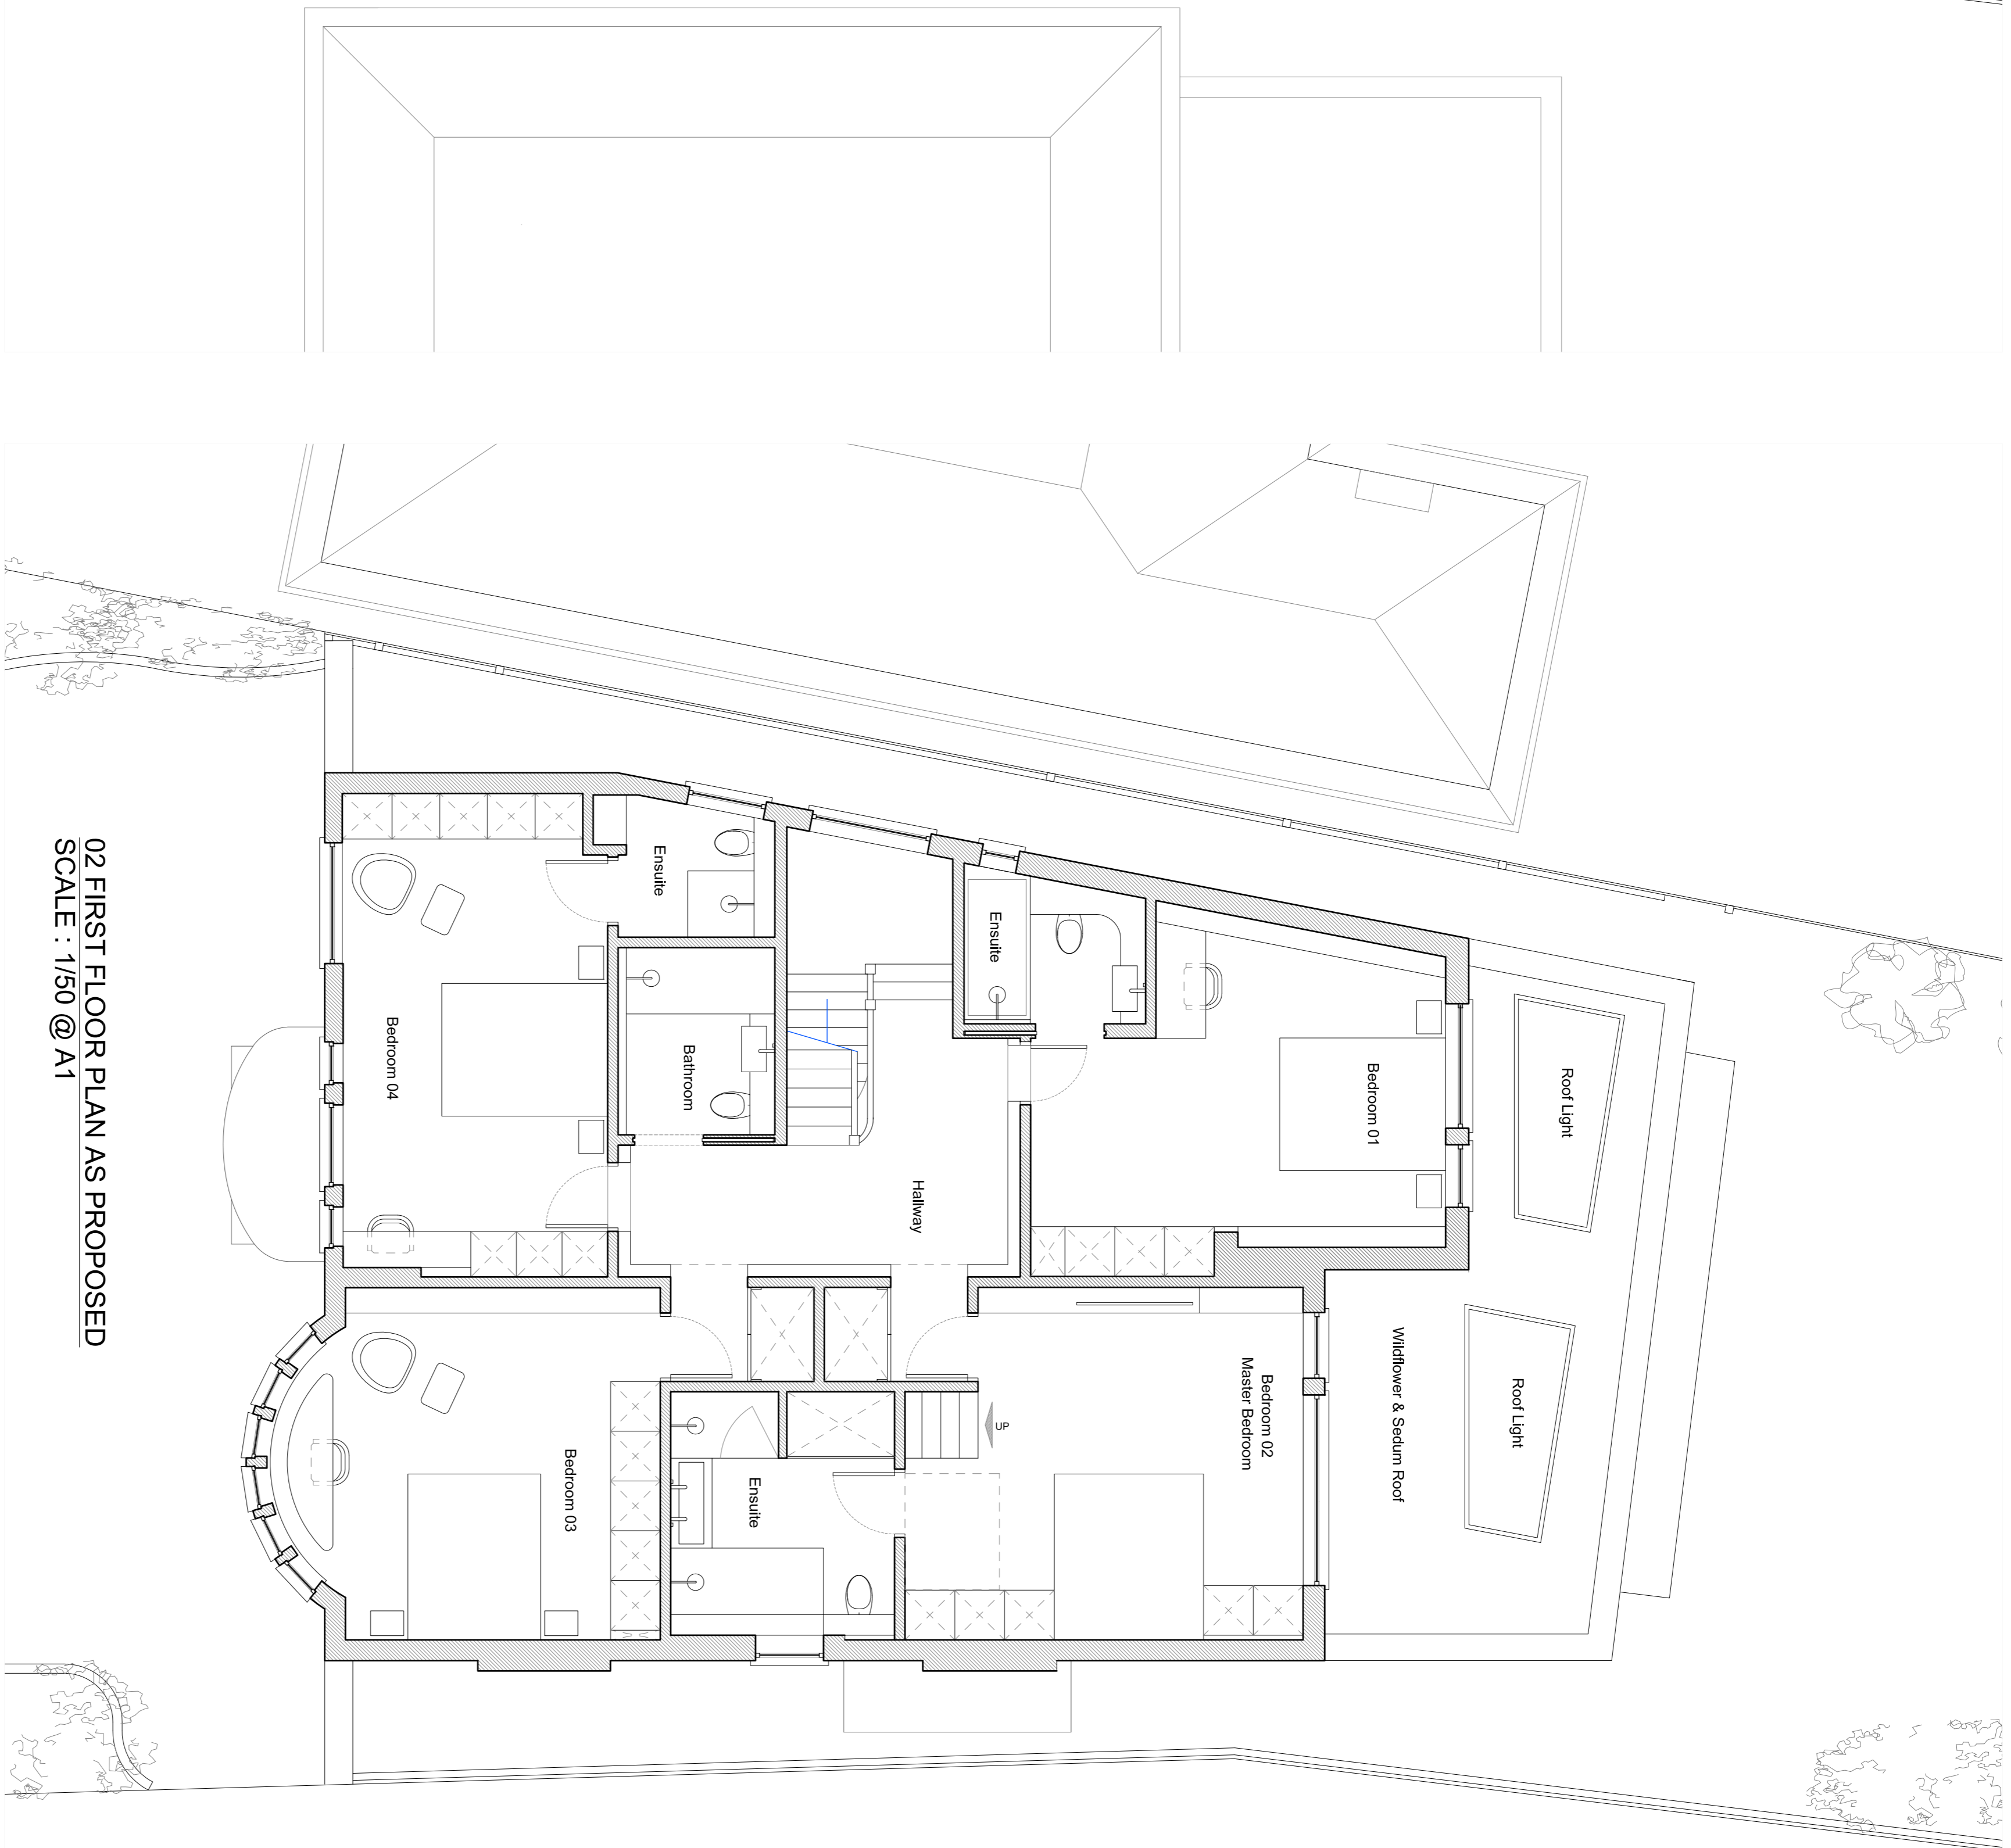 Roof Light
Roof Light
Wildflower & Sedum Roof
Bedroom 01
Bedroom 02
Master Bedroom
UP
Ensuite
Hallway
Ensuite
Bathroom
Ensuite
Bedroom 03
Bedroom 04
02 FIRST FLOOR PLAN AS PROPOSED
SCALE : 1/50 @ A1